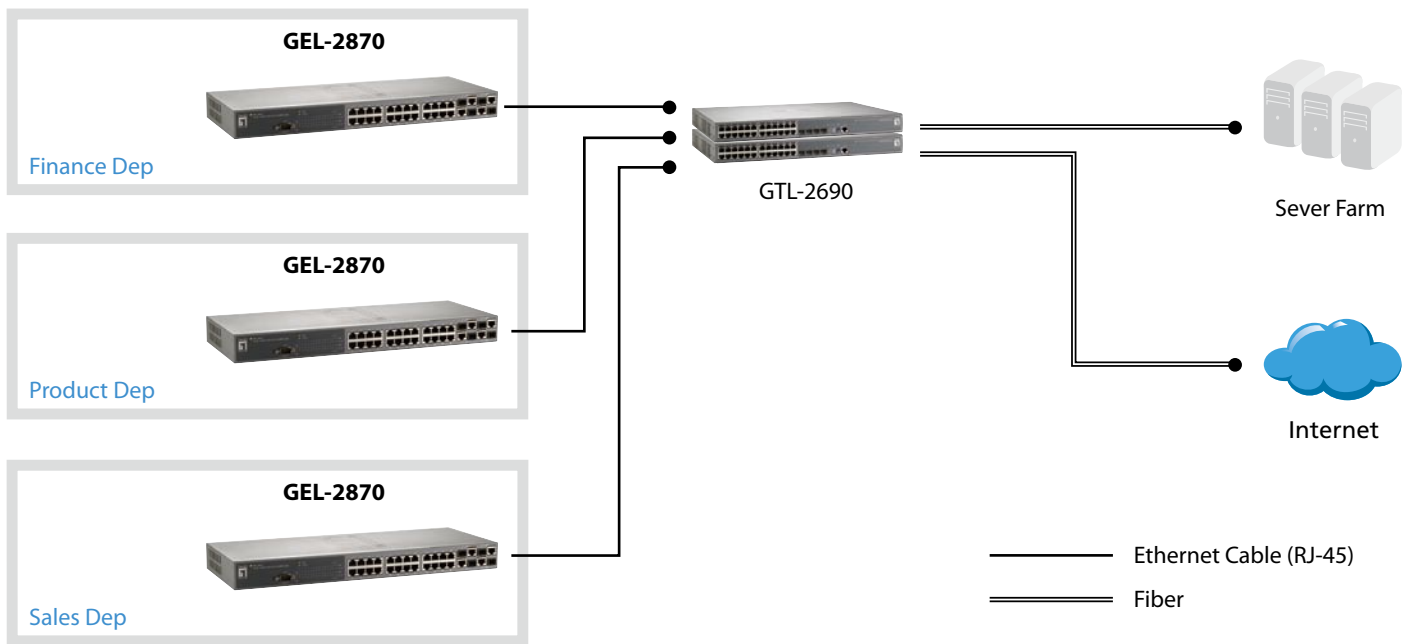 GEL-2870
Finance Dep
GEL-2870
Product Dep
GEL-2870
Sales Dep
GTL-2690
Sever Farm
Internet
Ethernet Cable (RJ-45)
Fiber